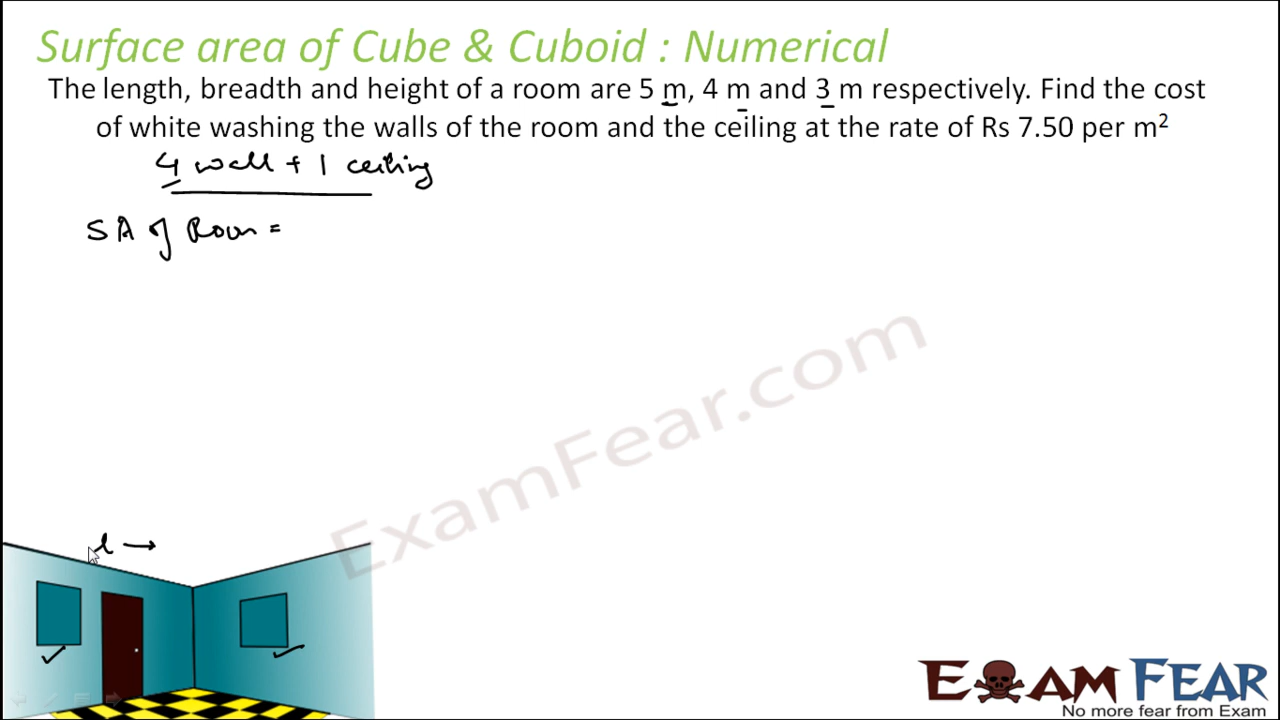 Surface area of Cube & Cuboid : Numerical
The length, breadth and height of a room are 5 m, 4 m and 3 m respectively. Find the cost
of white washing the walls of the room and the ceiling at the rate of Rs 7.50 per m²
4 wall + 1 ceiling
SA of Room =
ExamFear.com
l →
EXAM FEAR
No more fear from Exam